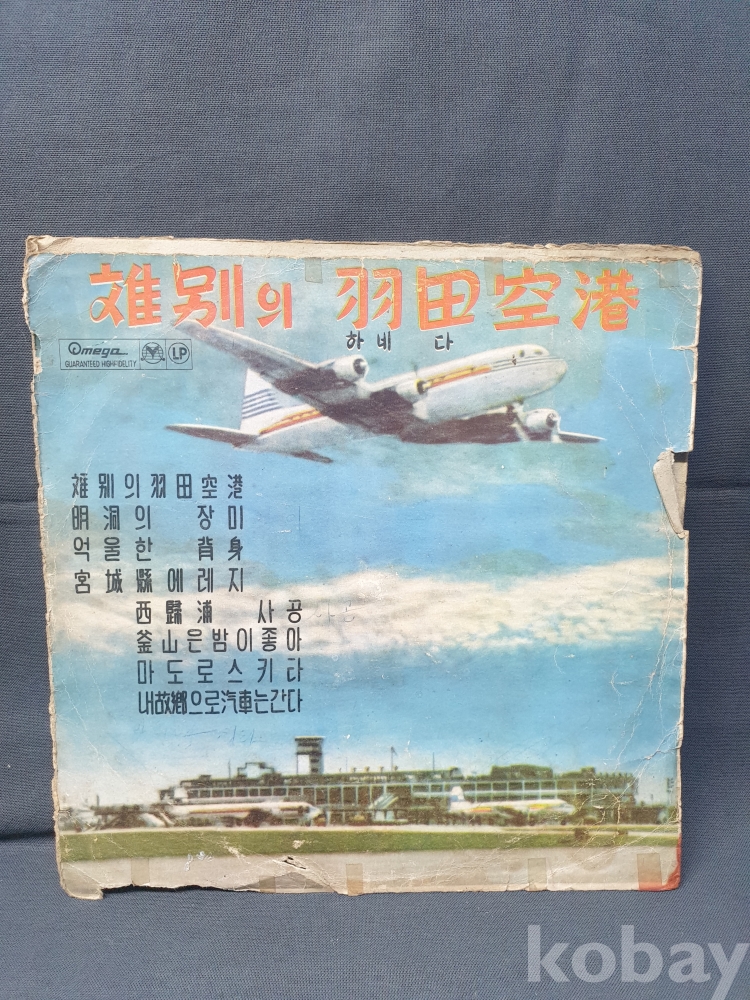 離別의 羽田空港
하네다
Omega
GUARANTEED HIGH-FIDELITY
LP
離別의羽田空港
明洞의 장미
억울한 背身
宮城縣에레지
西歸浦 사공
釜山은밤이좋아
마도로스키타
내故鄕으로汽車는간다
kobay